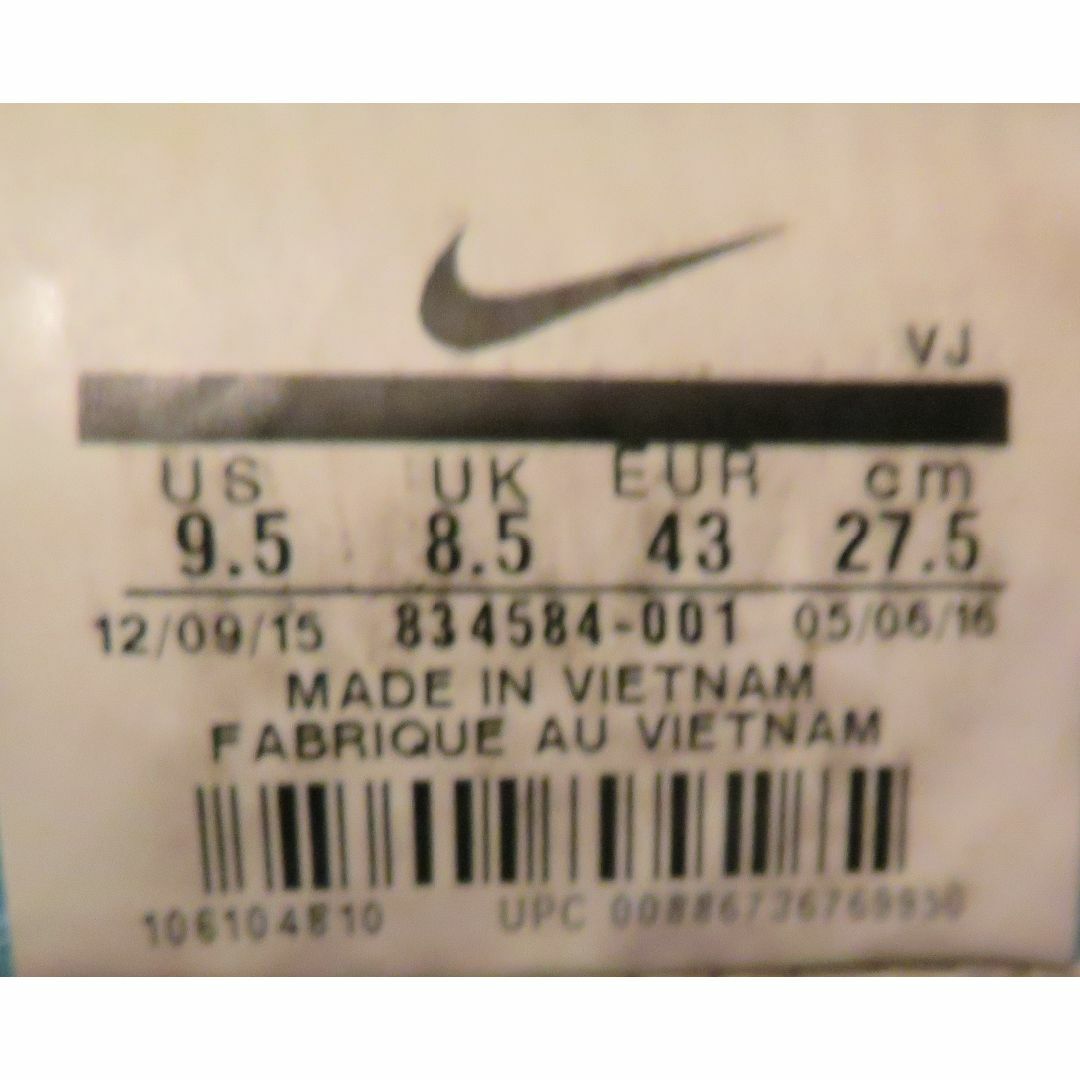 VJ
US UK EUR cm
9.5 8.5 43 27.5
12/09/15 834584-001 05/06/16
MADE IN VIETNAM
FABRIQUE AU VIETNAM
106104810 UPC